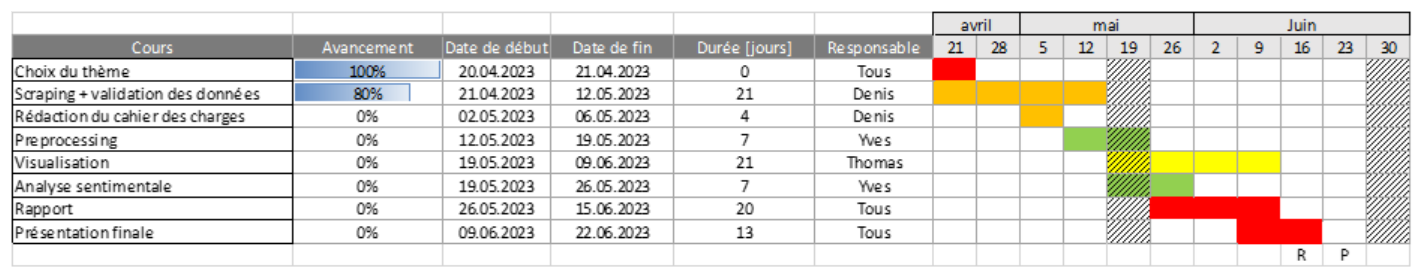 avril mai Juin
Cours Avancement Date de début Date de fin Durée [jours] Responsable 21 28 5 12 19 26 2 9 16 23 30
Choix du thème 100% 20.04.2023 21.04.2023 0 Tous
Scraping + validation des données 80% 21.04.2023 12.05.2023 21 Denis
Rédaction du cahier des charges 0% 02.05.2023 06.05.2023 4 Denis
Preprocessing 0% 12.05.2023 19.05.2023 7 Yves
Visualisation 0% 19.05.2023 09.06.2023 21 Thomas
Analyse sentimentale 0% 19.05.2023 26.05.2023 7 Yves
Rapport 0% 26.05.2023 15.06.2023 20 Tous
Présentation finale 0% 09.06.2023 22.06.2023 13 Tous
R P